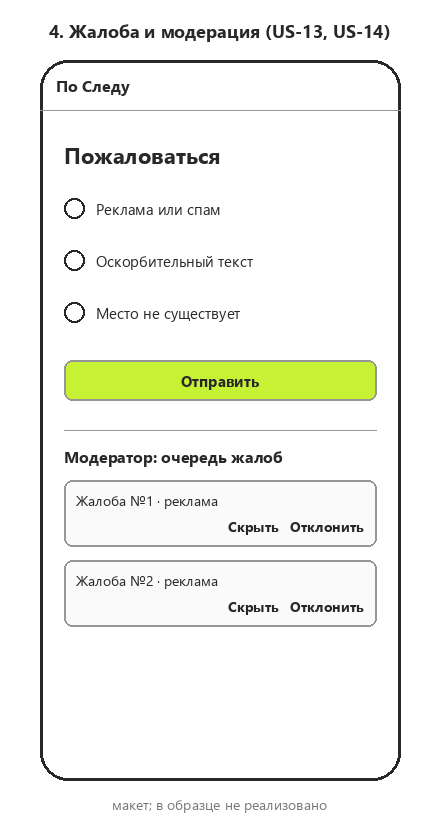 4. Жалоба и модерация (US-13, US-14)
По Следу
Пожаловаться
Реклама или спам
Оскорбительный текст
Место не существует
Отправить
Модератор: очередь жалоб
Жалоба №1 · реклама
Скрыть Отклонить
Жалоба №2 · реклама
Скрыть Отклонить
макет; в образце не реализовано